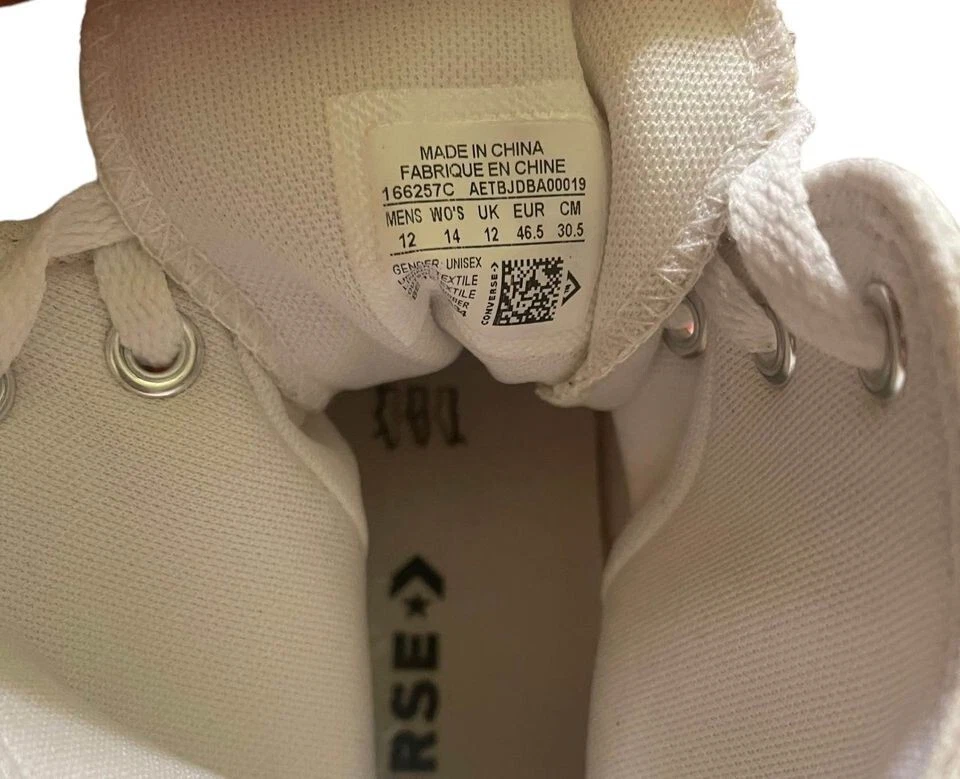 MADE IN CHINA
FABRIQUE EN CHINE
166257C AETBJDBA00019
MENS WO'S UK EUR CM
12 14 12 46.5 30.5
GENDER: UNISEX
CONVERSE
RSE